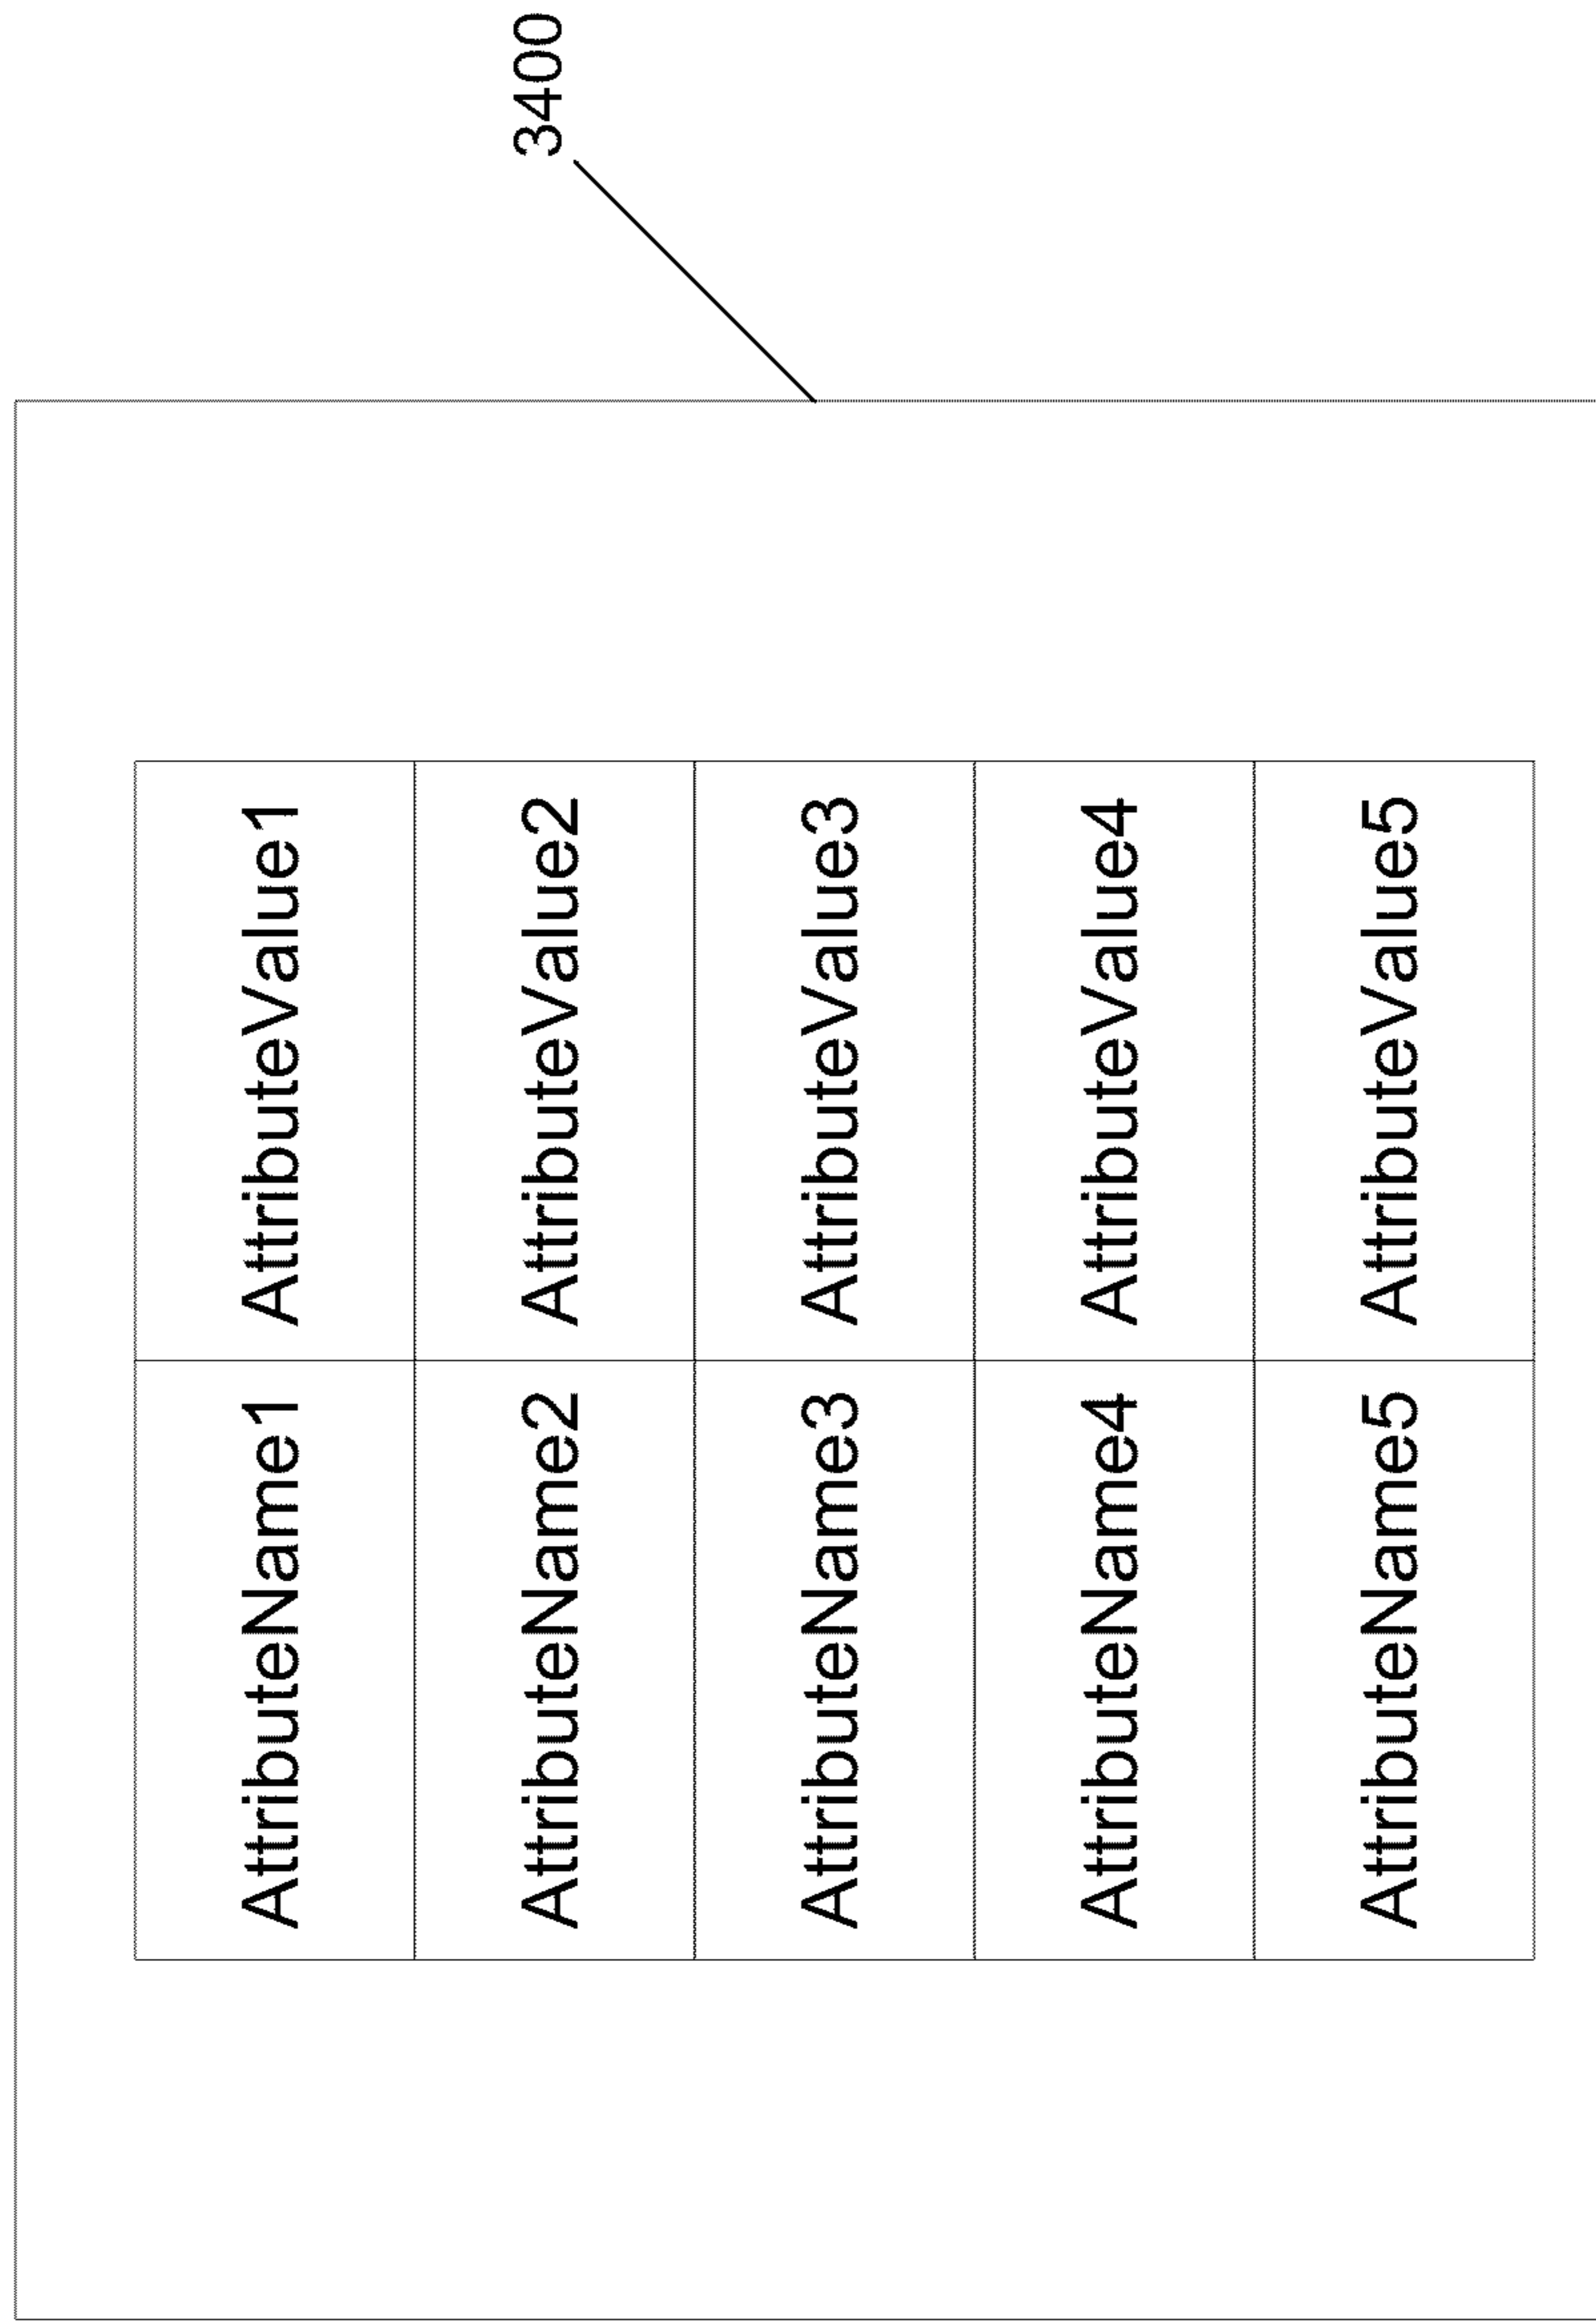 3400
AttributeName1 AttributeValue1
AttributeName2 AttributeValue2
AttributeName3 AttributeValue3
AttributeName4 AttributeValue4
AttributeName5 AttributeValue5